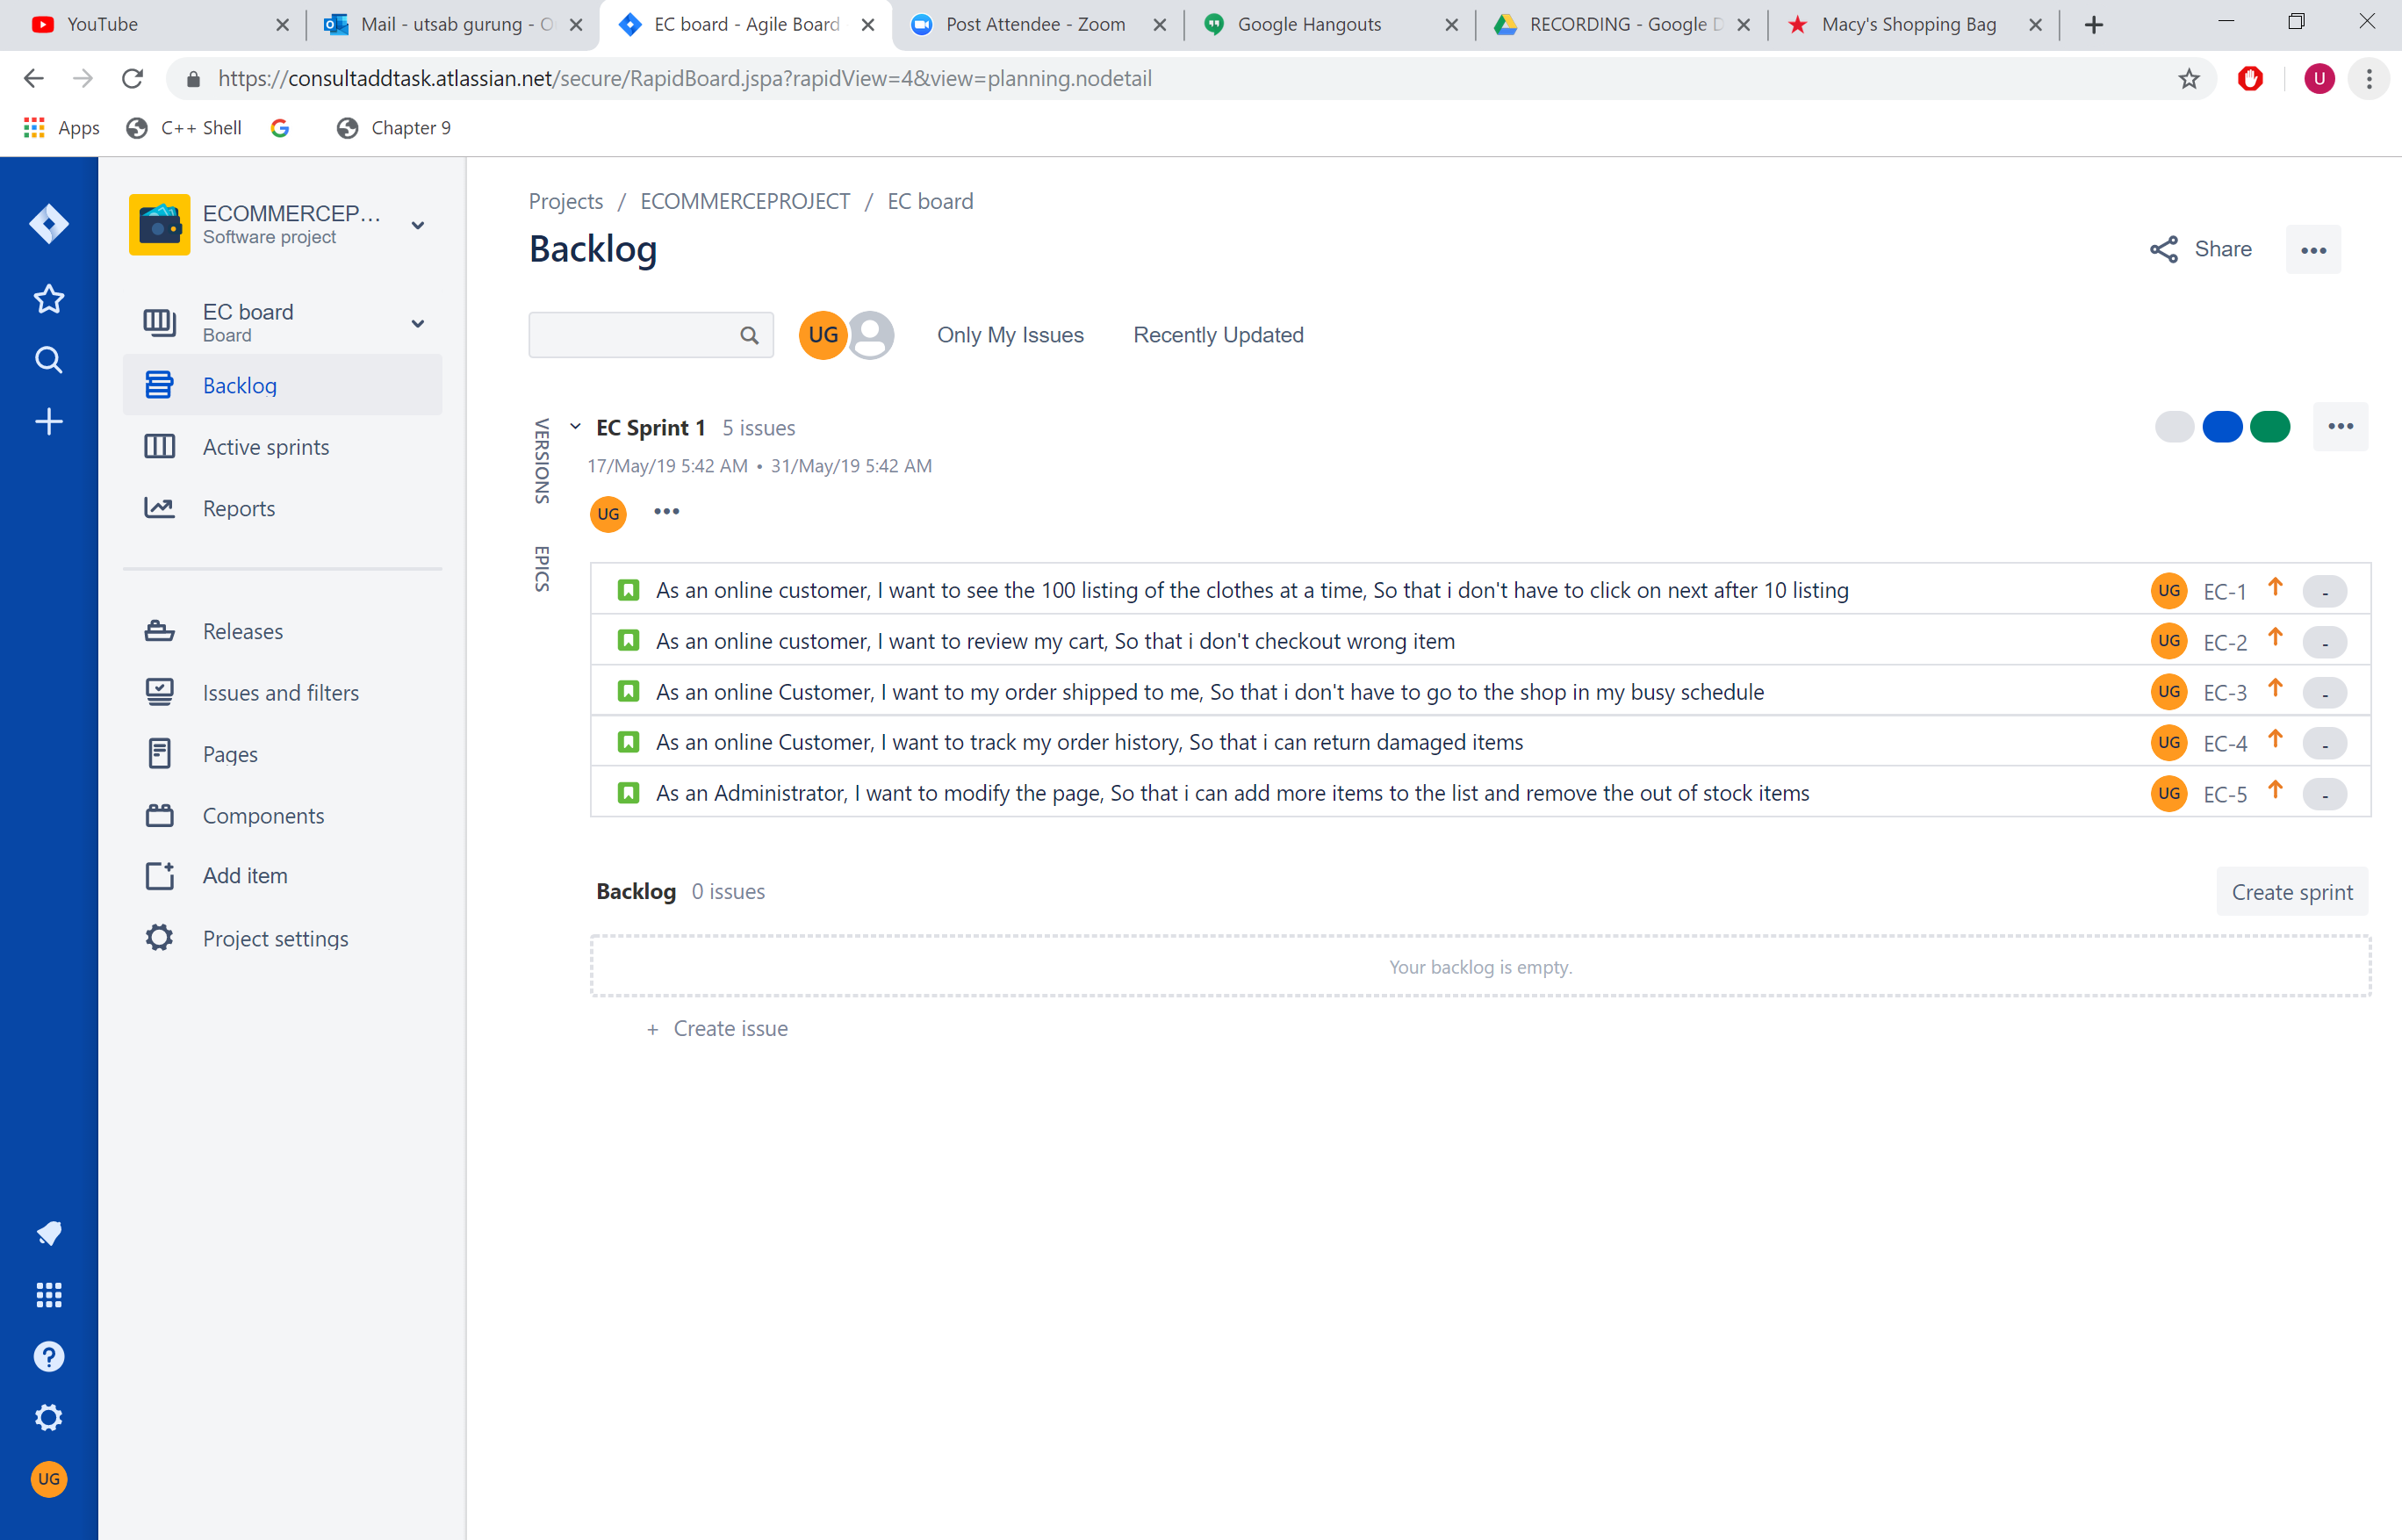 YouTube
Mail - utsab gurung - O
EC board - Agile Board
Post Attendee - Zoom
Google Hangouts
RECORDING - Google D
Macy's Shopping Bag
https://consultaddtask.atlassian.net/secure/RapidBoard.jspa?rapidView=4&view=planning.nodetail
U
Apps
C++ Shell
Chapter 9
ECOMMERCEP...
Software project
EC board
Board
Backlog
Active sprints
Reports
Releases
Issues and filters
Pages
Components
Add item
Project settings
UG
Projects / ECOMMERCEPROJECT / EC board
Backlog
Share
UG
Only My Issues
Recently Updated
VERSIONS
EPICS
EC Sprint 1 5 issues
17/May/19 5:42 AM • 31/May/19 5:42 AM
UG
As an online customer, I want to see the 100 listing of the clothes at a time, So that i don't have to click on next after 10 listing UG EC-1 -
As an online customer, I want to review my cart, So that i don't checkout wrong item UG EC-2 -
As an online Customer, I want to my order shipped to me, So that i don't have to go to the shop in my busy schedule UG EC-3 -
As an online Customer, I want to track my order history, So that i can return damaged items UG EC-4 -
As an Administrator, I want to modify the page, So that i can add more items to the list and remove the out of stock items UG EC-5 -
Backlog 0 issues
Create sprint
Your backlog is empty.
+ Create issue